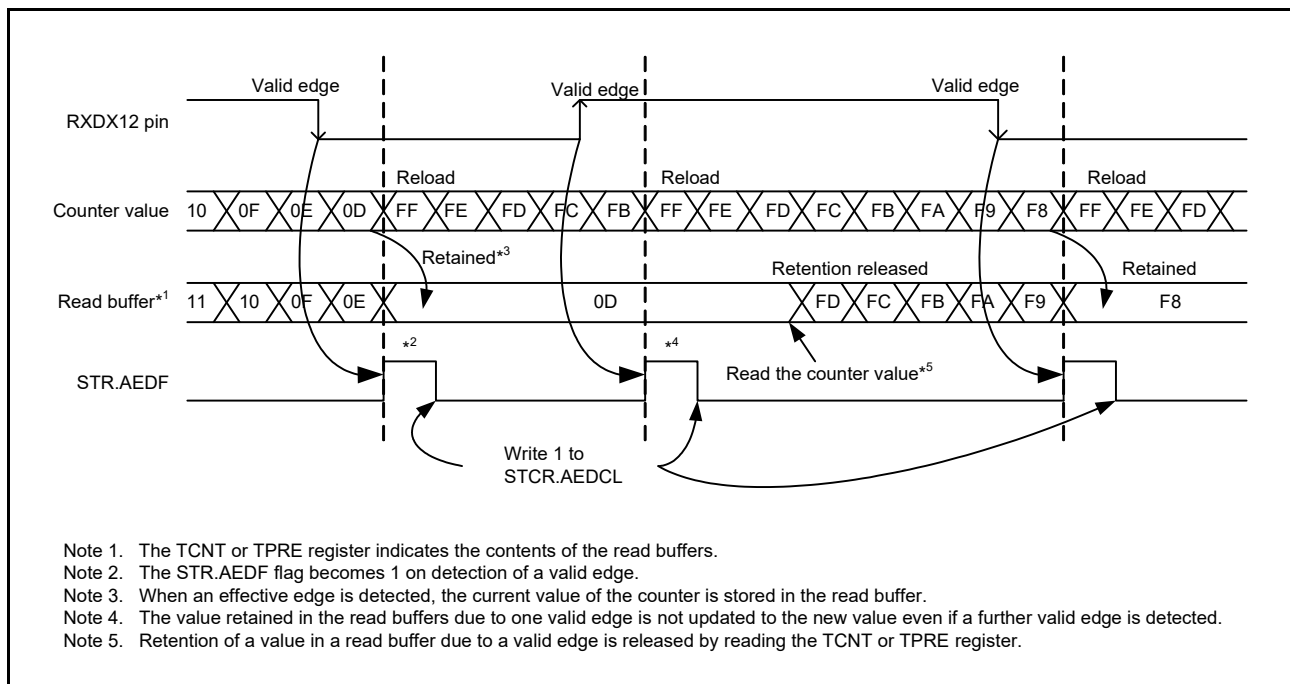 Valid edge Valid edge Valid edge
RXDX12 pin
Reload Reload Reload
Counter value 10 0F 0E 0D FF FE FD FC FB FF FE FD FC FB FA F9 F8 FF FE FD
Retained*3 Retention released Retained
Read buffer*1 11 10 0F 0E 0D FD FC FB FA F9 F8
*2 *4
Read the counter value*5
STR.AEDF
Write 1 to
STCR.AEDCL
Note 1. The TCNT or TPRE register indicates the contents of the read buffers.
Note 2. The STR.AEDF flag becomes 1 on detection of a valid edge.
Note 3. When an effective edge is detected, the current value of the counter is stored in the read buffer.
Note 4. The value retained in the read buffers due to one valid edge is not updated to the new value even if a further valid edge is detected.
Note 5. Retention of a value in a read buffer due to a valid edge is released by reading the TCNT or TPRE register.